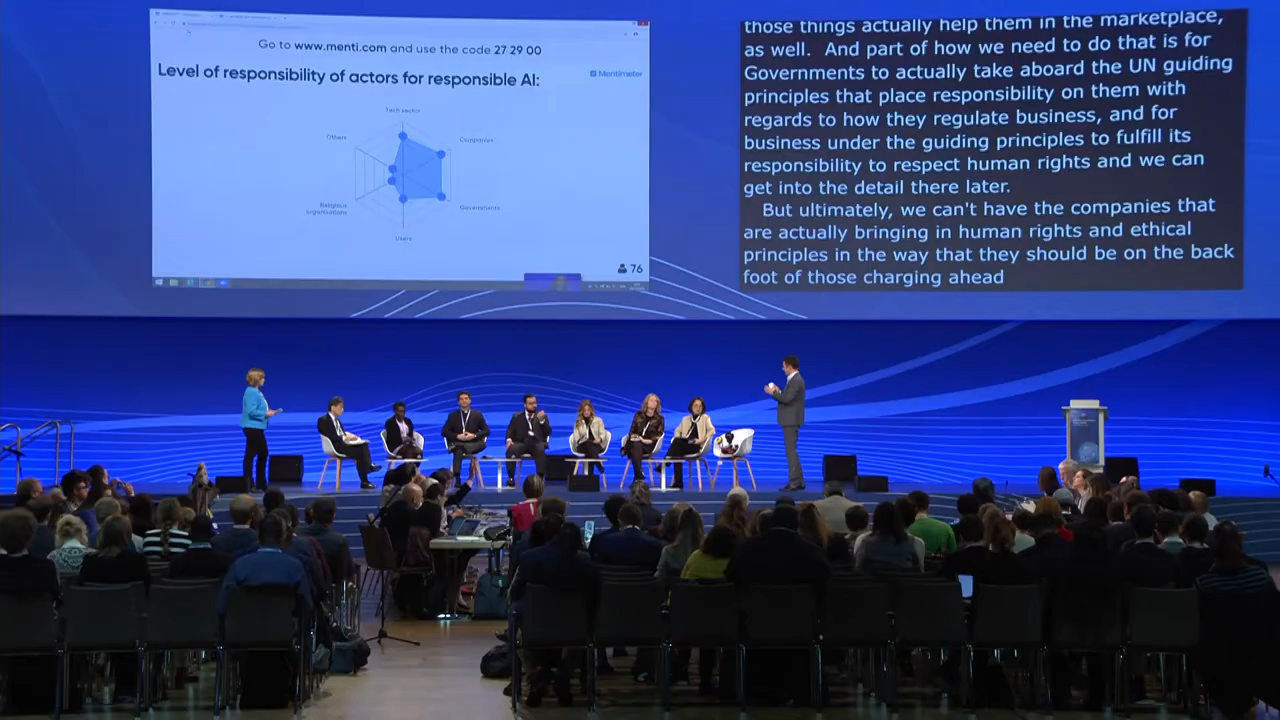 Go to www.menti.com and use the code 27 29 00
Level of responsibility of actors for responsible AI:
Mentimeter
Tech sector
Others
Companies
Religious
organisations
Governments
Users
76
those things actually help them in the marketplace,
as well. And part of how we need to do that is for
Governments to actually take aboard the UN guiding
principles that place responsibility on them with
regards to how they regulate business, and for
business under the guiding principles to fulfill its
responsibility to respect human rights and we can
get into the detail there later.
But ultimately, we can't have the companies that
are actually bringing in human rights and ethical
principles in the way that they should be on the back
foot of those charging ahead